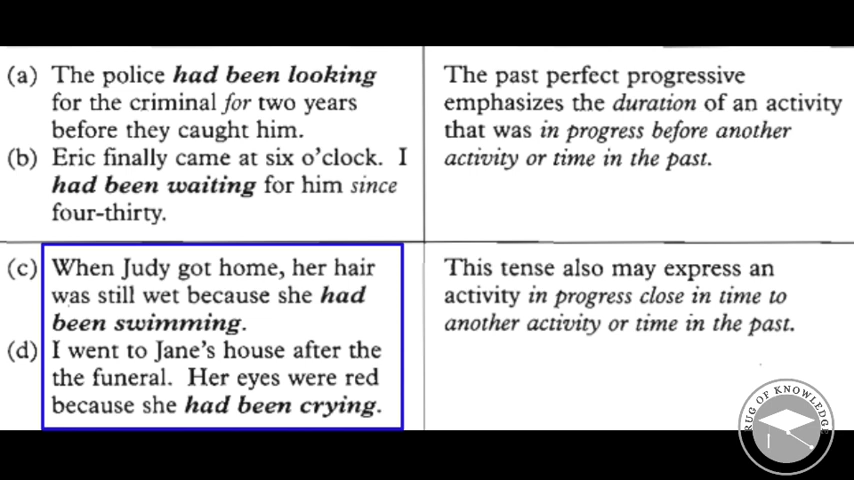 (a) The police had been looking
for the criminal for two years
before they caught him.
(b) Eric finally came at six o'clock. I
had been waiting for him since
four-thirty.
The past perfect progressive
emphasizes the duration of an activity
that was in progress before another
activity or time in the past.
(c) When Judy got home, her hair
was still wet because she had
been swimming.
(d) I went to Jane's house after the
the funeral. Her eyes were red
because she had been crying.
This tense also may express an
activity in progress close in time to
another activity or time in the past.
RUG OF KNOWLEDGE